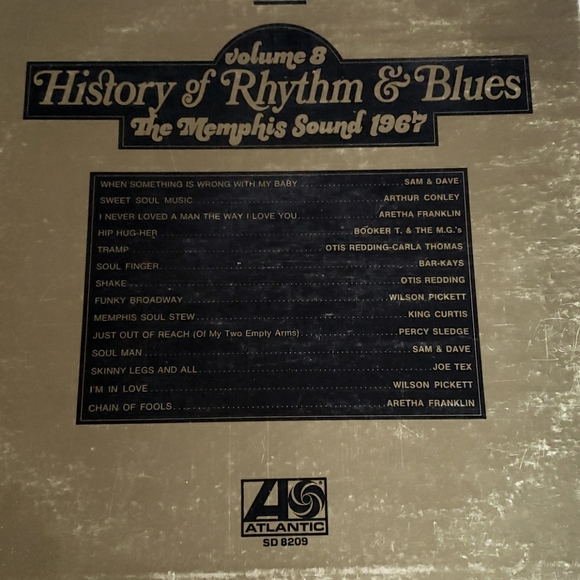 Volume 8
History of Rhythm & Blues
The Memphis Sound 1967
WHEN SOMETHING IS WRONG WITH MY BABY SAM & DAVE
SWEET SOUL MUSIC ARTHUR CONLEY
I NEVER LOVED A MAN THE WAY I LOVE YOU ARETHA FRANKLIN
HIP HUG-HER BOOKER T. & THE M.G.'s
TRAMP OTIS REDDING-CARLA THOMAS
SOUL FINGER BAR-KAYS
SHAKE OTIS REDDING
FUNKY BROADWAY WILSON PICKETT
MEMPHIS SOUL STEW KING CURTIS
JUST OUT OF REACH (Of My Two Empty Arms) PERCY SLEDGE
SOUL MAN SAM & DAVE
SKINNY LEGS AND ALL JOE TEX
I'M IN LOVE WILSON PICKETT
CHAIN OF FOOLS ARETHA FRANKLIN
ATLANTIC
SD 8209